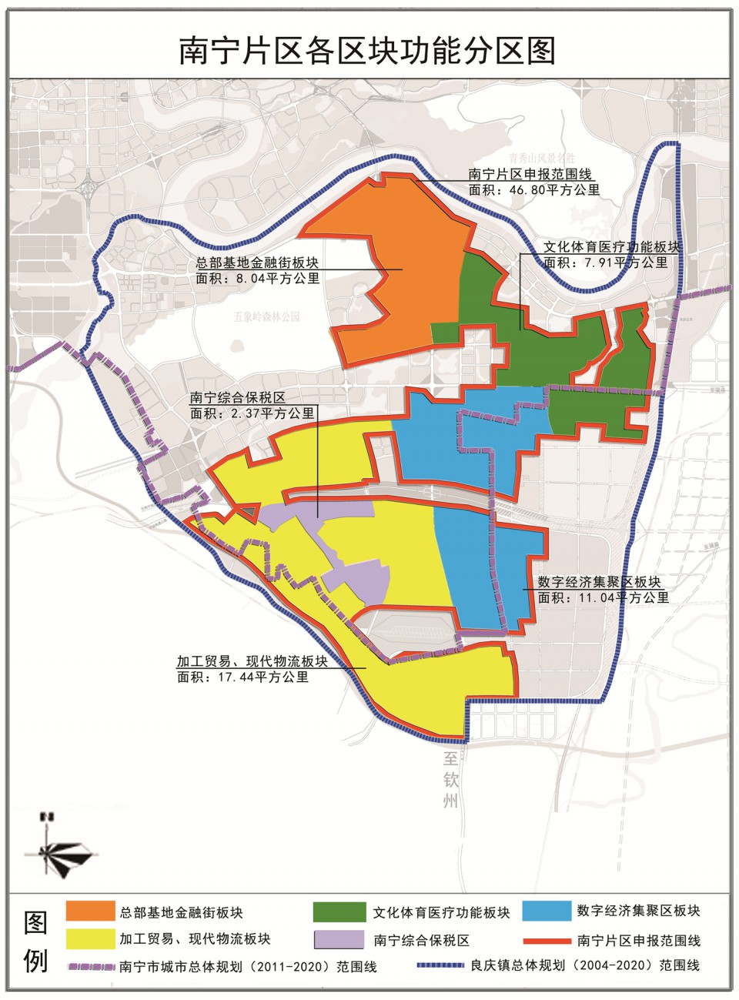 南宁片区各区块功能分区图
青秀山风景名胜
南宁片区申报范围线
面积：46.80平方公里
文化体育医疗功能板块
面积：7.91平方公里
总部基地金融街板块
面积：8.04平方公里
五象岭森林公园
南宁综合保税区
面积：2.37平方公里
数字经济集聚区板块
面积：11.04平方公里
加工贸易、现代物流板块
面积：17.44平方公里
至钦州
N
图例
总部基地金融街板块
文化体育医疗功能板块
数字经济集聚区板块
加工贸易、现代物流板块
南宁综合保税区
南宁片区申报范围线
南宁市城市总体规划（2011-2020）范围线
良庆镇总体规划（2004-2020）范围线